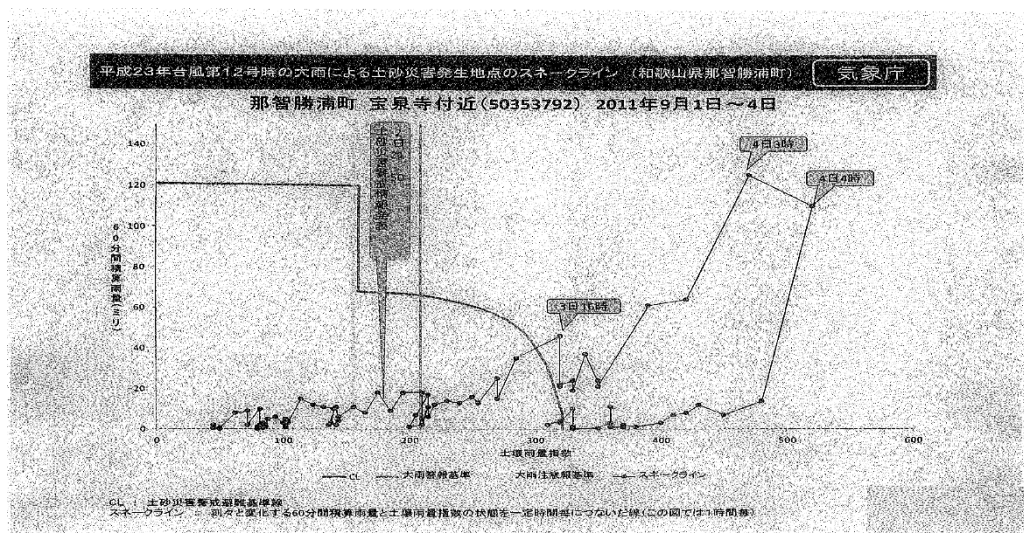 平成23年台風第12号時の大雨による土砂災害発生地点のスネークライン (和歌山県那智勝浦町)
気象庁
那智勝浦町 宝泉寺付近(50353792) 2011年9月1日～4日
140
120
100
80
60
40
20
0
60分間積算雨量(ミリ)
4日3時
4日4時
3日16時
0
100
200
300
400
500
600
土壌雨量指数
CL
大雨警報基準
大雨注意報基準
スネークライン
CL : 土砂災害警戒避難基準線
スネークライン : 刻々と変化する60分間積算雨量と土壌雨量指数の状態を一定時間毎につないだ線(この図では1時間毎)